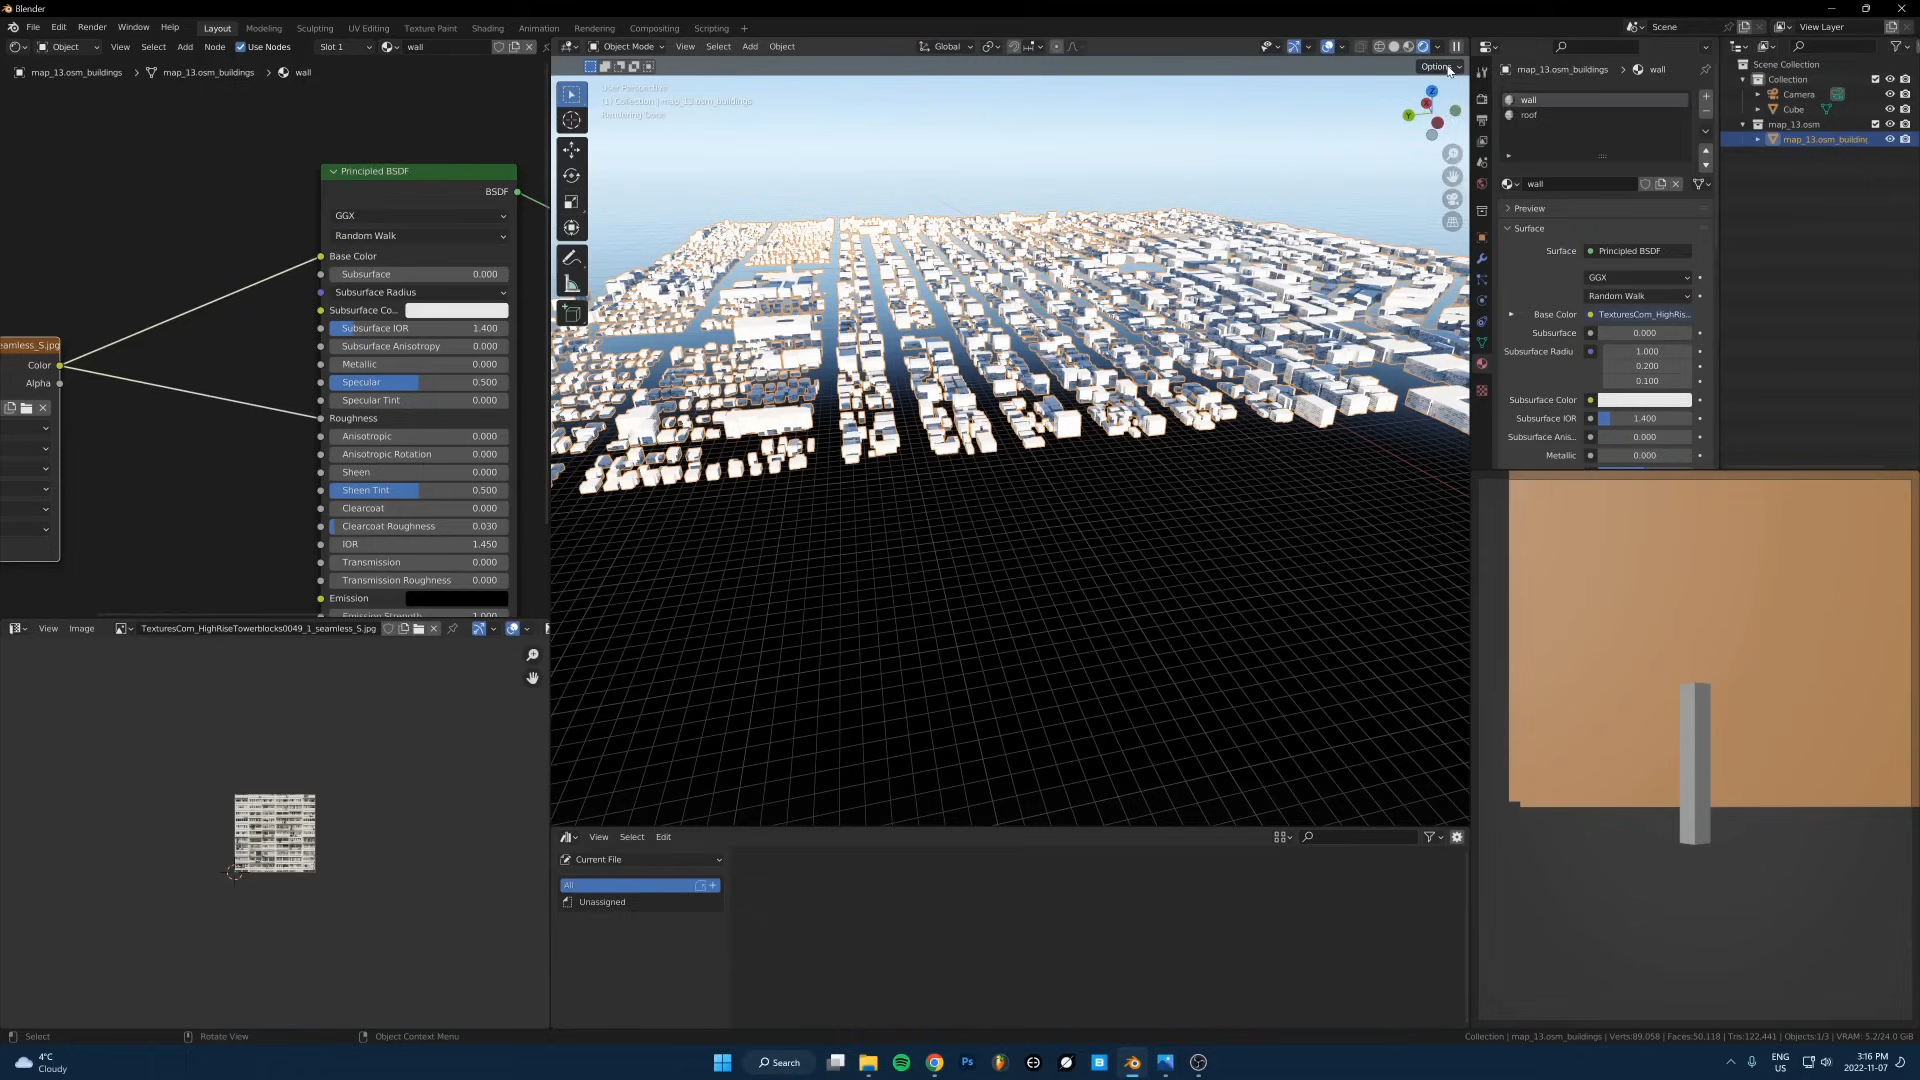 Blender
File Edit Render Window Help Layout Modeling Sculpting UV Editing Texture Paint Shading Animation Rendering Compositing Scripting + Scene View Layer
Object View Select Add Node Use Nodes Slot 1 wall
Object Mode View Select Add Object Global
map_13.osm_buildings > map_13.osm_buildings > wall
Options
User Perspective
(1) Collection | map_13.osm_buildings
Rendering Done
Z
Y
Principled BSDF
BSDF
GGX
Random Walk
Base Color
Subsurface 0.000
Subsurface Radius
Subsurface Co...
Subsurface IOR 1.400
Subsurface Anisotropy 0.000
Metallic 0.000
Specular 0.500
Specular Tint 0.000
Roughness
Anisotropic 0.000
Anisotropic Rotation 0.000
Sheen 0.000
Sheen Tint 0.500
Clearcoat 0.000
Clearcoat Roughness 0.030
IOR 1.450
Transmission 0.000
Transmission Roughness 0.000
Emission
Emission Strength 1.000
eamless_S.jpg
Color
Alpha
map_13.osm_buildings > wall
wall
roof
wall
Preview
Surface
Surface Principled BSDF
GGX
Random Walk
Base Color TexturesCom_HighRis...
Subsurface 0.000
Subsurface Radiu 1.000
0.200
0.100
Subsurface Color
Subsurface IOR 1.400
Subsurface Anis... 0.000
Metallic 0.000
Scene Collection
Collection
Camera
Cube
map_13.osm
map_13.osm_building
View Image TexturesCom_HighRiseTowerblocks0049_1_seamless_S.jpg
View Select Edit
Current File
All
Unassigned
Select Rotate View Object Context Menu
Collection | map_13.osm_buildings | Verts:89,058 | Faces:50,118 | Tris:122,441 | Objects:1/3 | VRAM: 5.2/24.0 GiB
4°C
Cloudy
Search
Ps
ENG
US
3:16 PM
2022-11-07